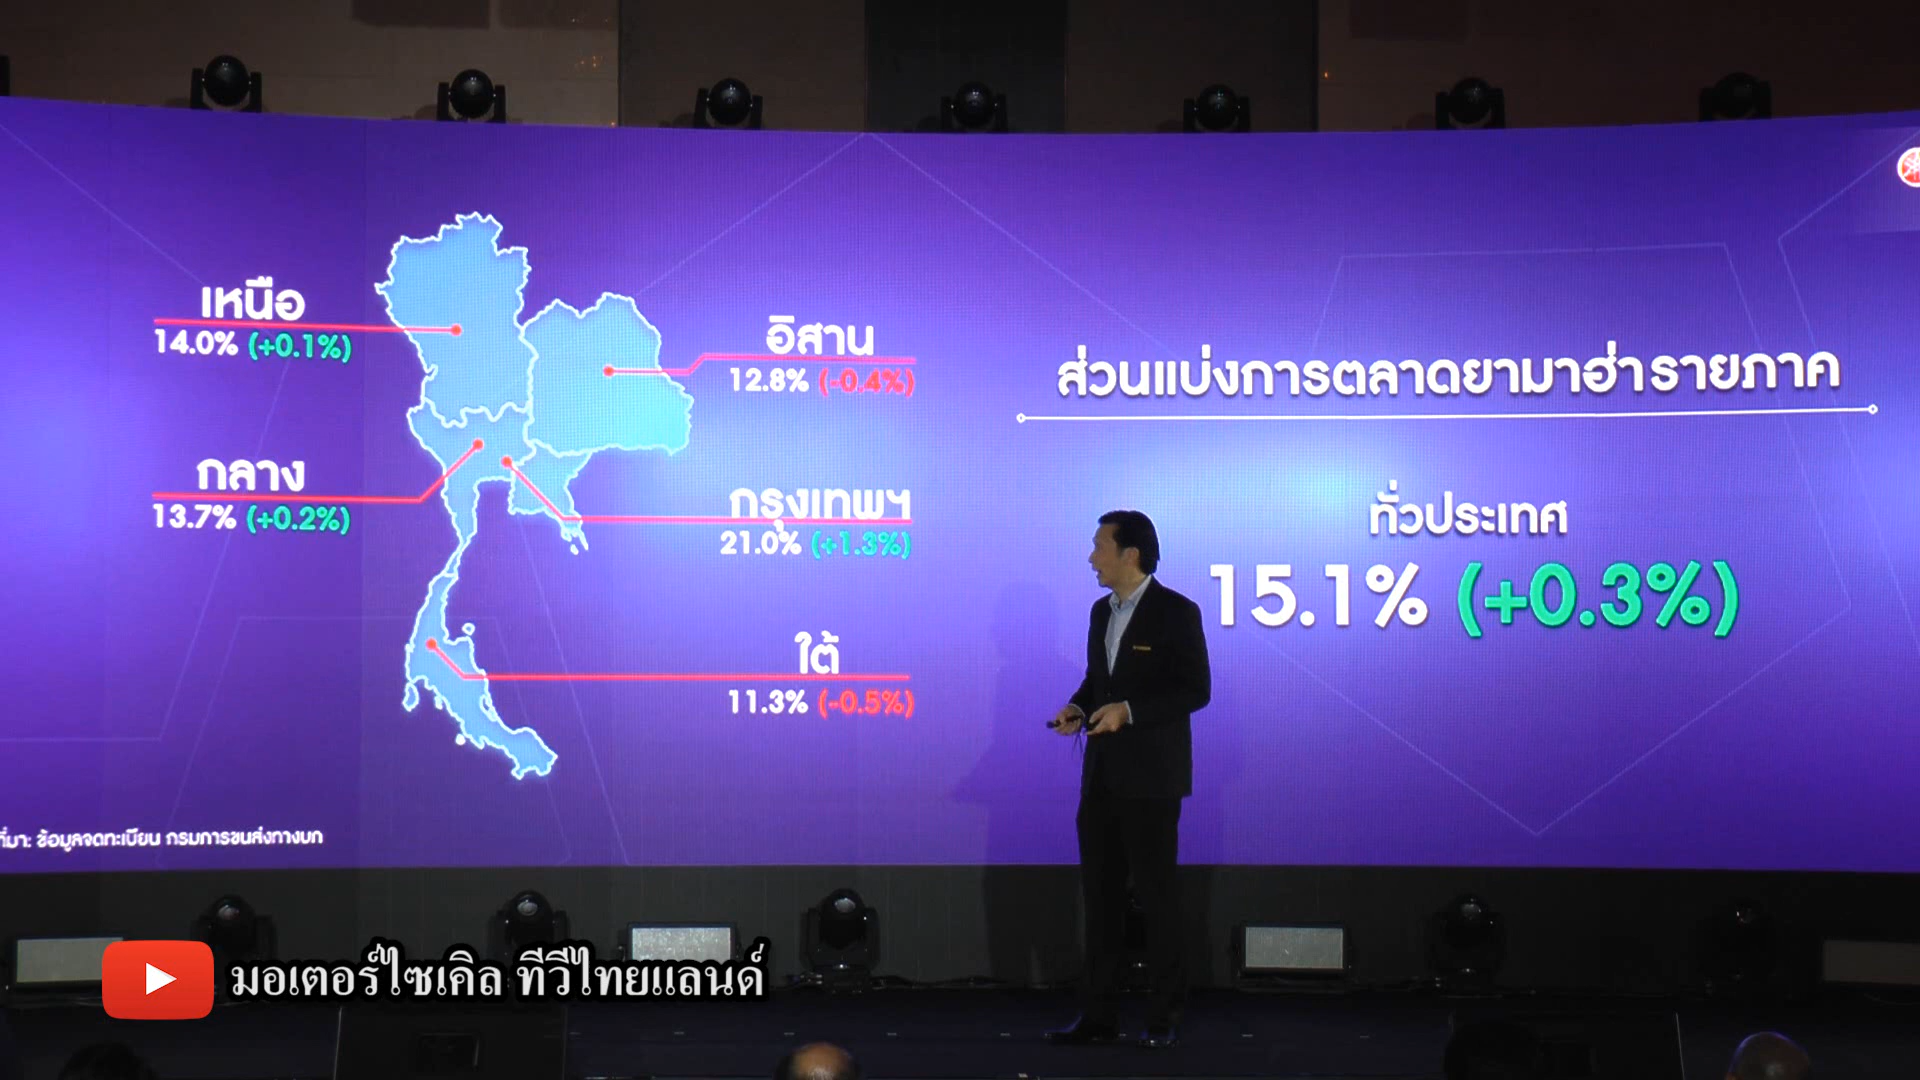 เหนือ
14.0% (+0.1%)
อิสาน
12.8% (-0.4%)
กลาง
13.7% (+0.2%)
กรุงเทพฯ
21.0% (+1.3%)
ใต้
11.3% (-0.5%)
ส่วนแบ่งการตลาดยามาฮ่ารายภาค
ทั่วประเทศ
15.1% (+0.3%)
ที่มา: ข้อมูลจดทะเบียน กรมการขนส่งทางบก
มอเตอร์ไซเคิล ทีวีไทยแลนด์